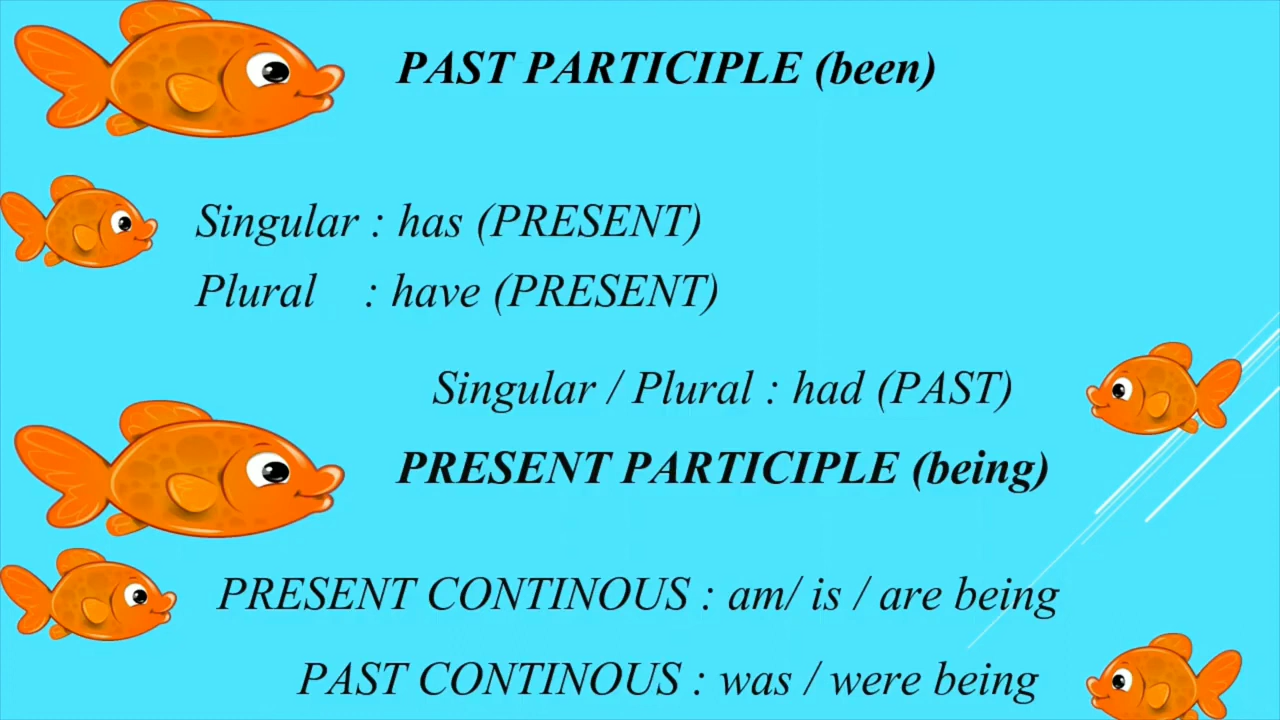 PAST PARTICIPLE (been)
Singular : has (PRESENT)
Plural : have (PRESENT)
Singular / Plural : had (PAST)
PRESENT PARTICIPLE (being)
PRESENT CONTINOUS : am/ is / are being
PAST CONTINOUS : was / were being